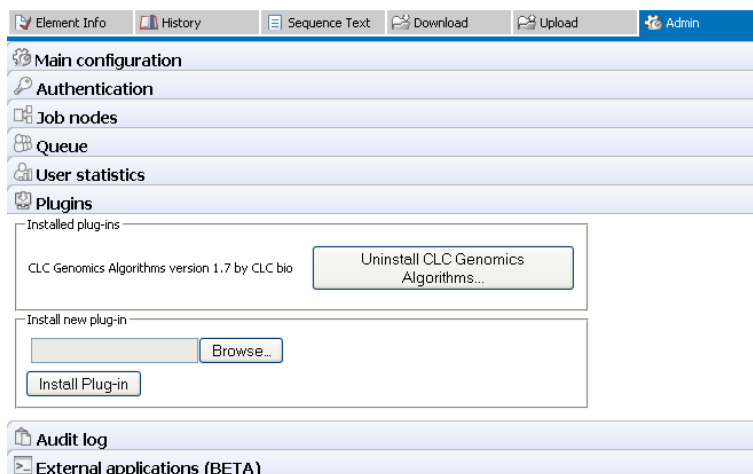 Element Info History Sequence Text Download Upload Admin
Main configuration
Authentication
Job nodes
Queue
User statistics
Plugins
Installed plug-ins
CLC Genomics Algorithms version 1.7 by CLC bio
Uninstall CLC Genomics
Algorithms...
Install new plug-in
Browse...
Install Plug-in
Audit log
External applications (BETA)